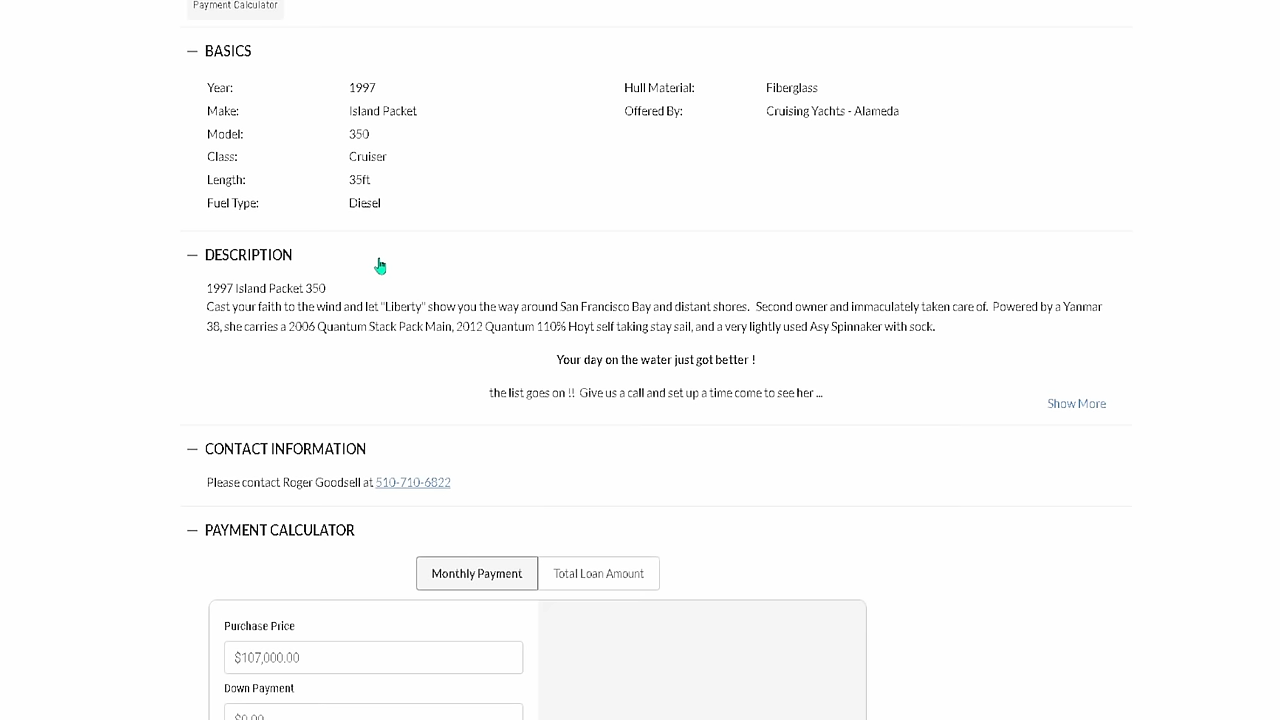 Payment Calculator
— BASICS
Year: 1997 Hull Material: Fiberglass
Make: Island Packet Offered By: Cruising Yachts - Alameda
Model: 350
Class: Cruiser
Length: 35ft
Fuel Type: Diesel
— DESCRIPTION
1997 Island Packet 350
Cast your faith to the wind and let "Liberty" show you the way around San Francisco Bay and distant shores.  Second owner and immaculately taken care of.  Powered by a Yanmar
38, she carries a 2006 Quantum Stack Pack Main, 2012 Quantum 110% Hoyt self taking stay sail, and a very lightly used Asy Spinnaker with sock.
Your day on the water just got better !
the list goes on !!  Give us a call and set up a time come to see her ...
Show More
— CONTACT INFORMATION
Please contact Roger Goodsell at 510-710-6822
— PAYMENT CALCULATOR
Monthly Payment Total Loan Amount
Purchase Price
$107,000.00
Down Payment
$0.00